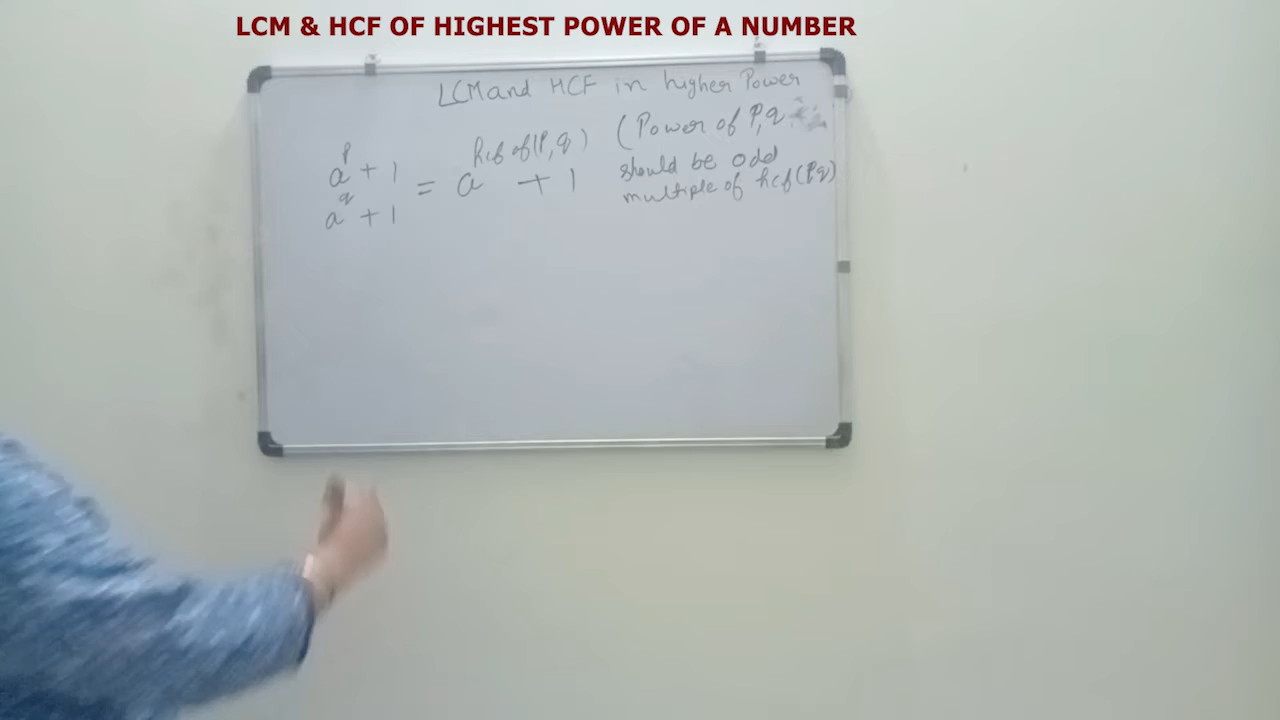 LCM & HCF OF HIGHEST POWER OF A NUMBER
LCM and HCF in higher Power
a^p + 1
a^q + 1
= a^hcf of (P,q) + 1
(Power of P,q
should be odd
multiple of hcf(Pq)